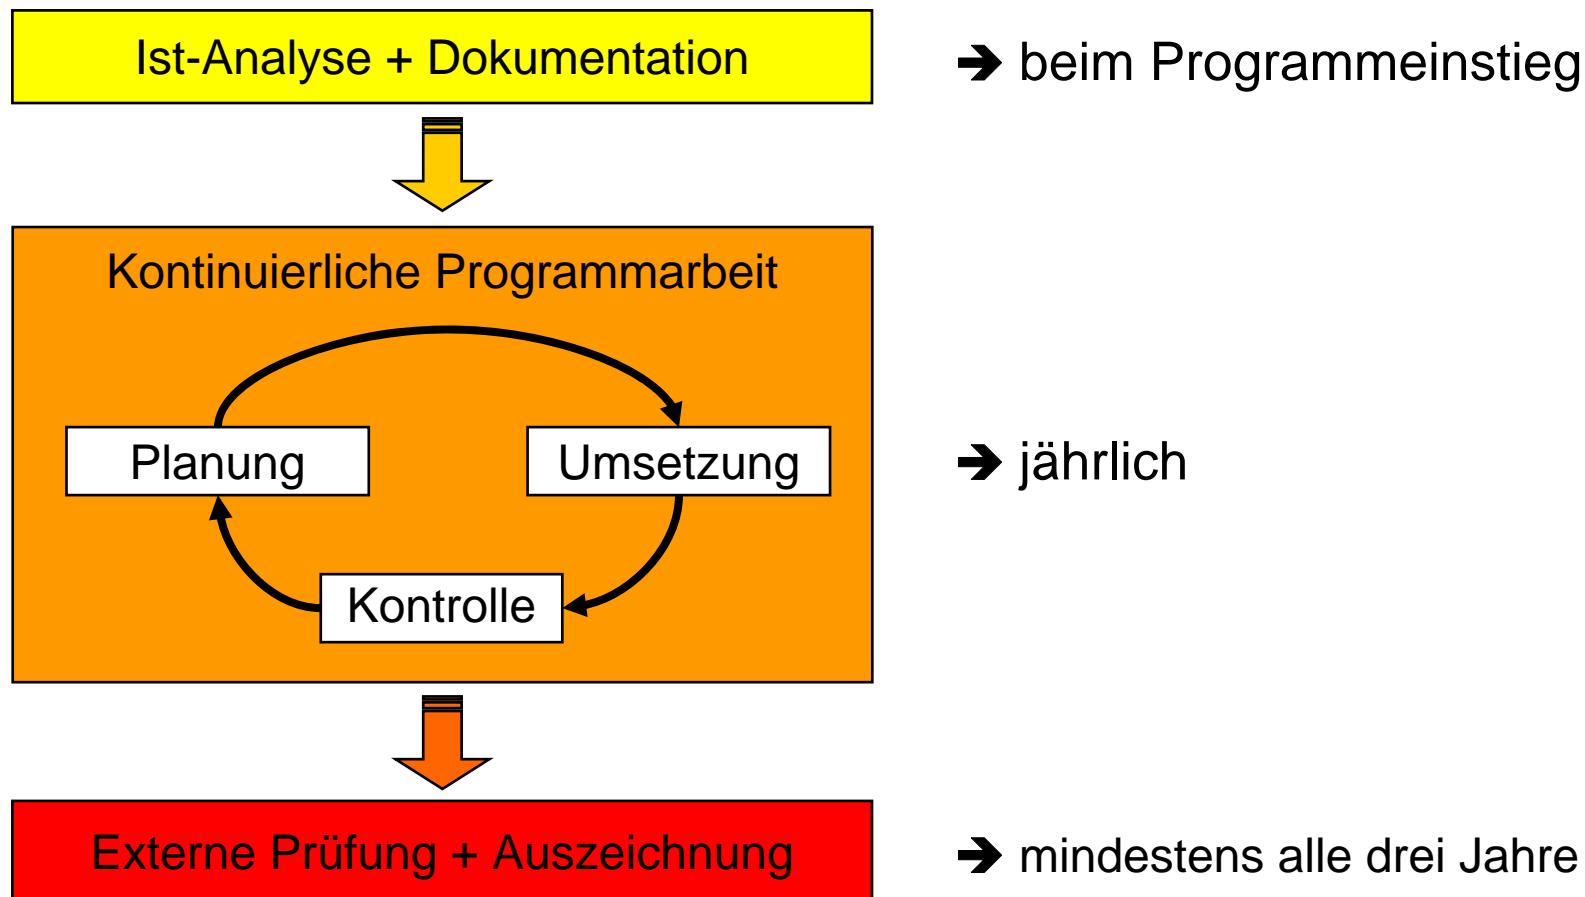 Ist-Analyse + Dokumentation
➔ beim Programmeinstieg
Kontinuierliche Programmarbeit
Planung
Umsetzung
➔ jährlich
Kontrolle
Externe Prüfung + Auszeichnung
➔ mindestens alle drei Jahre